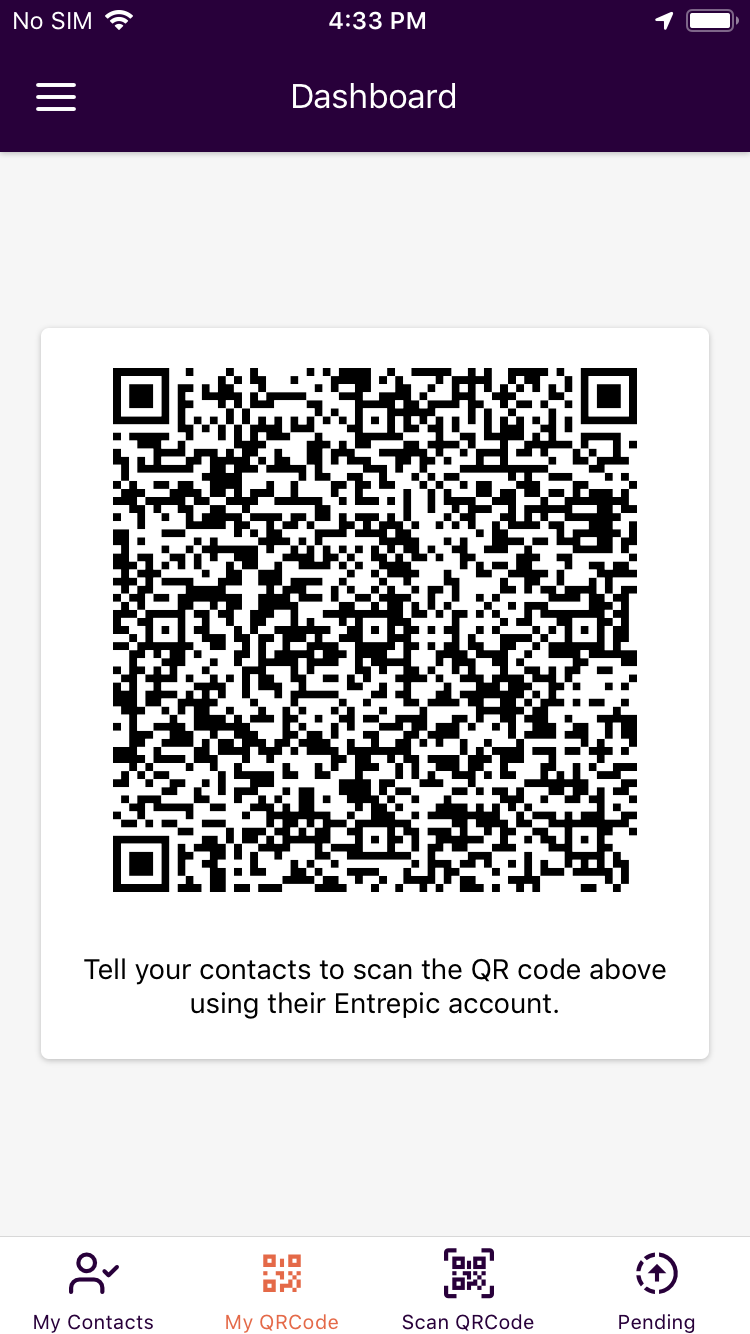 No SIM 4:33 PM
Dashboard
Tell your contacts to scan the QR code above
using their Entrepic account.
My Contacts My QRCode Scan QRCode Pending